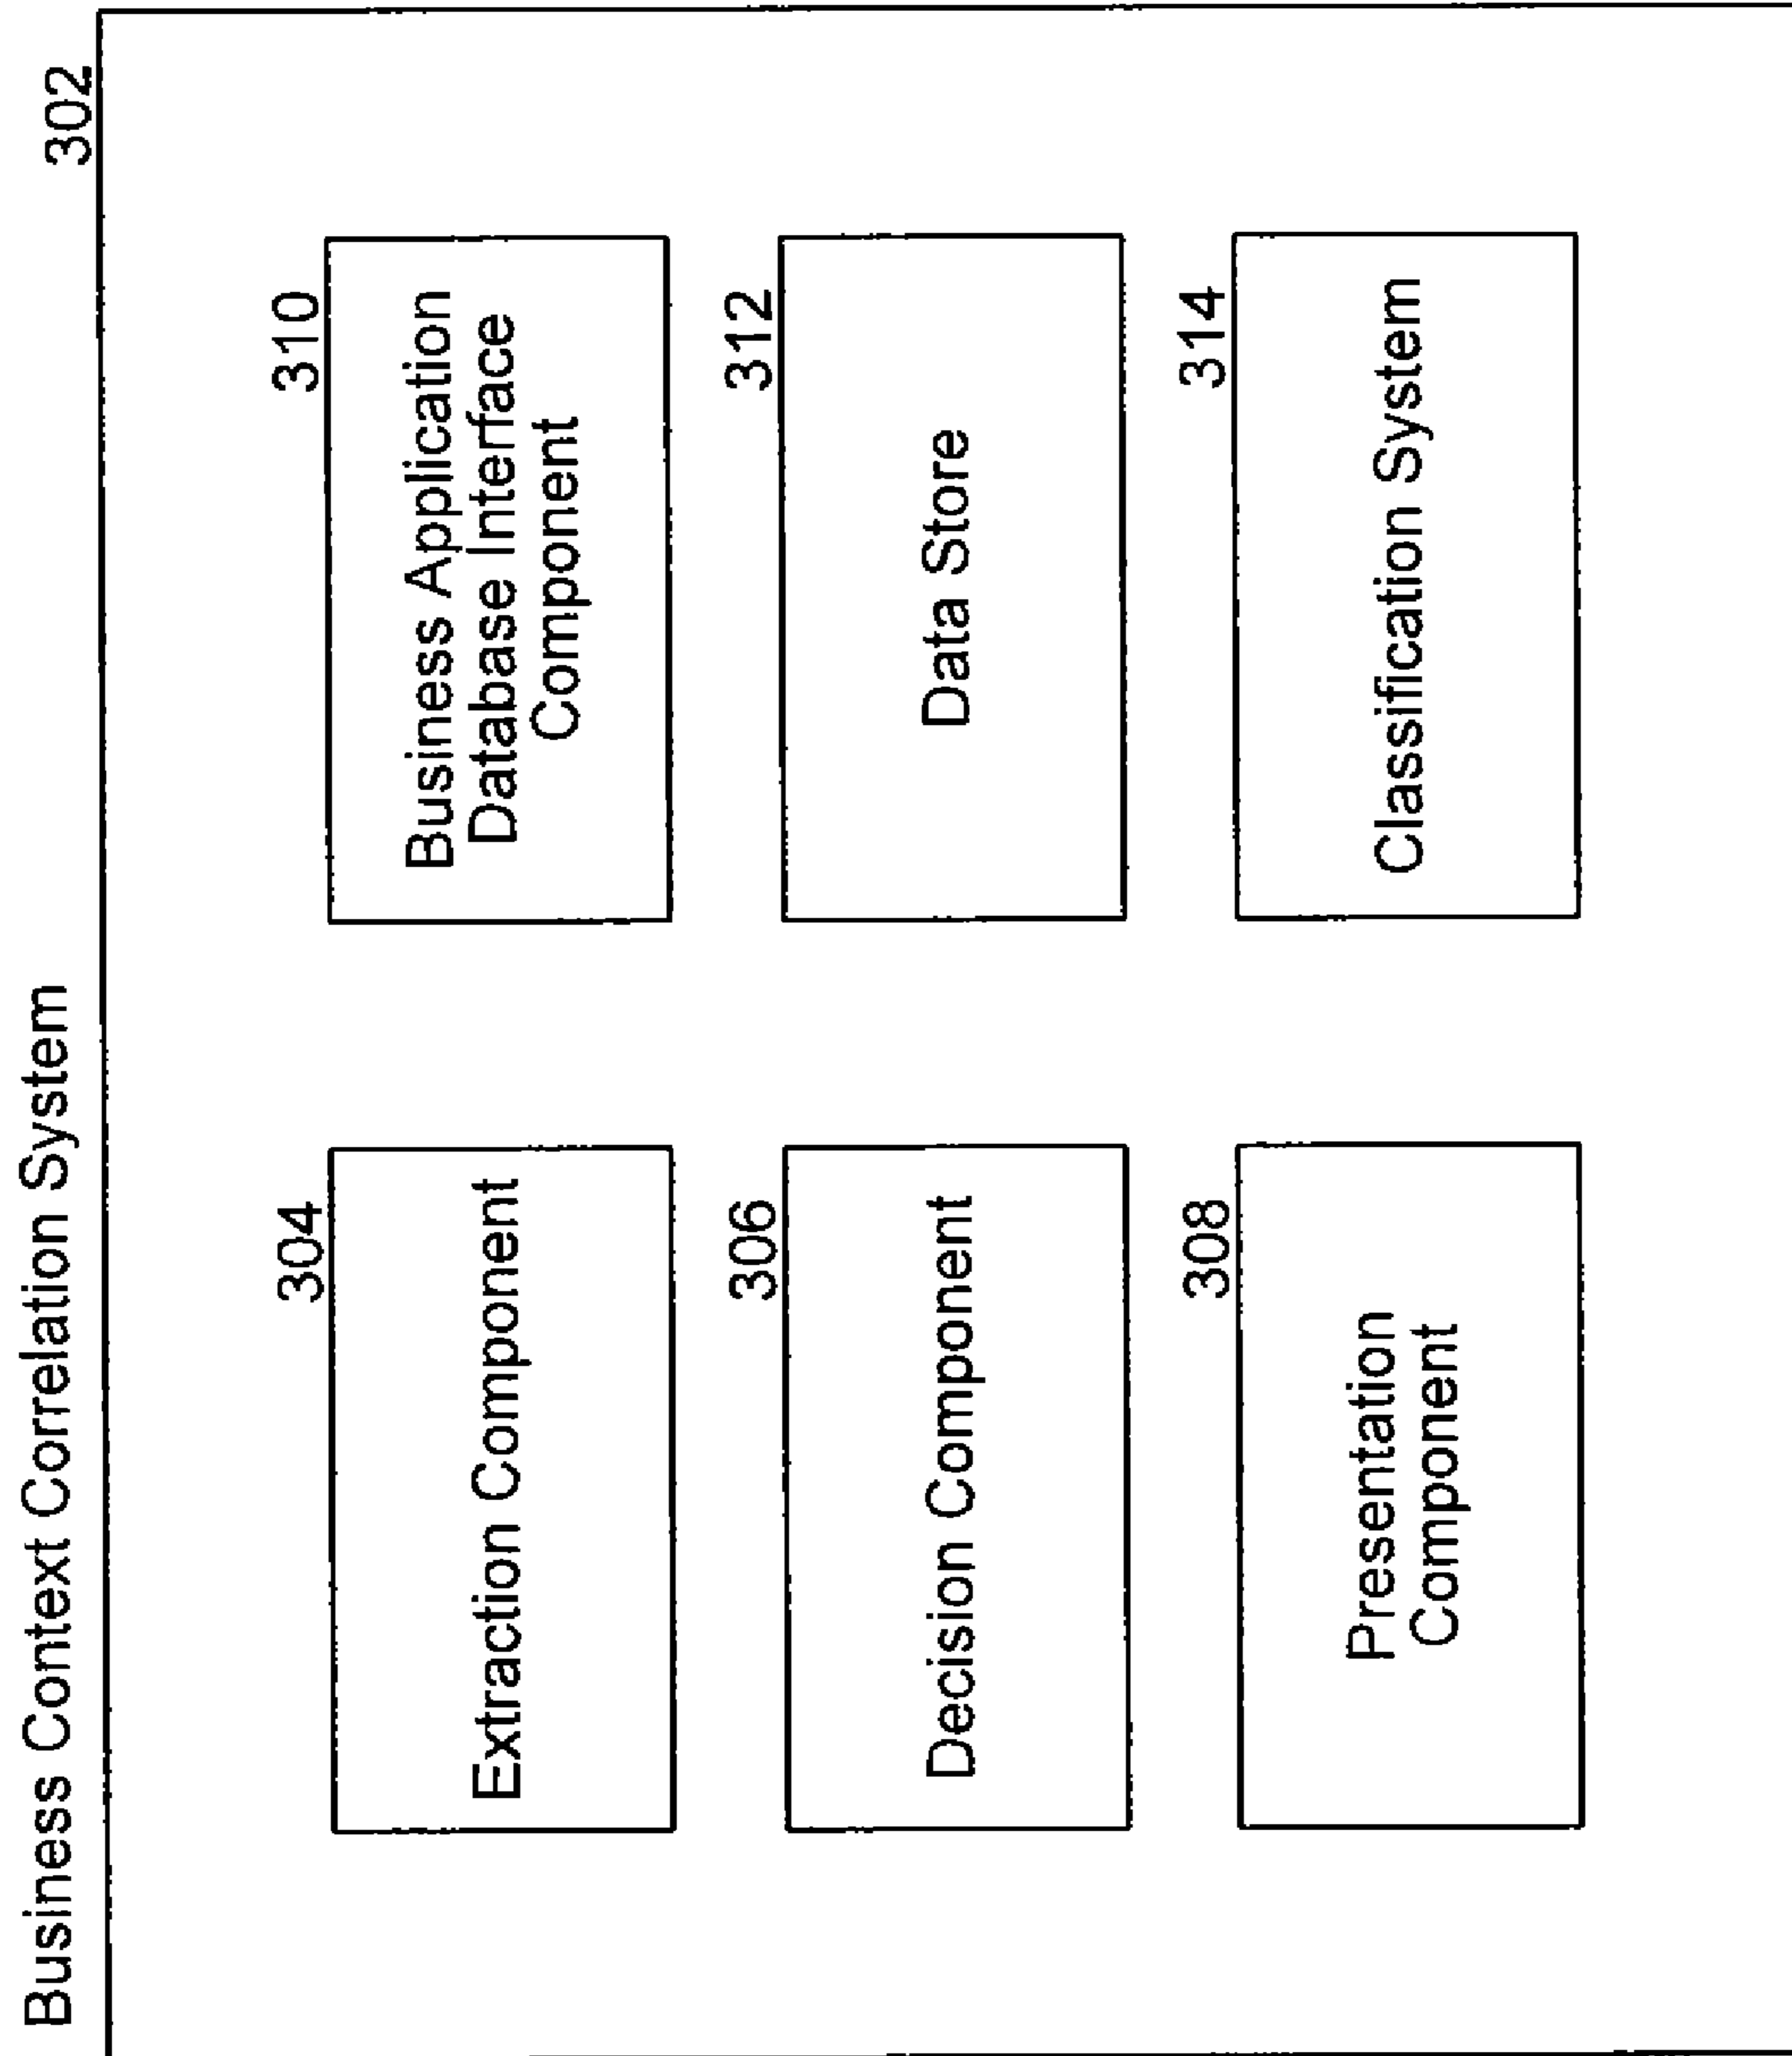 Business Context Correlation System
302
304
Extraction Component
306
Decision Component
308
Presentation
Component
310
Business Application
Database Interface
Component
312
Data Store
314
Classification System